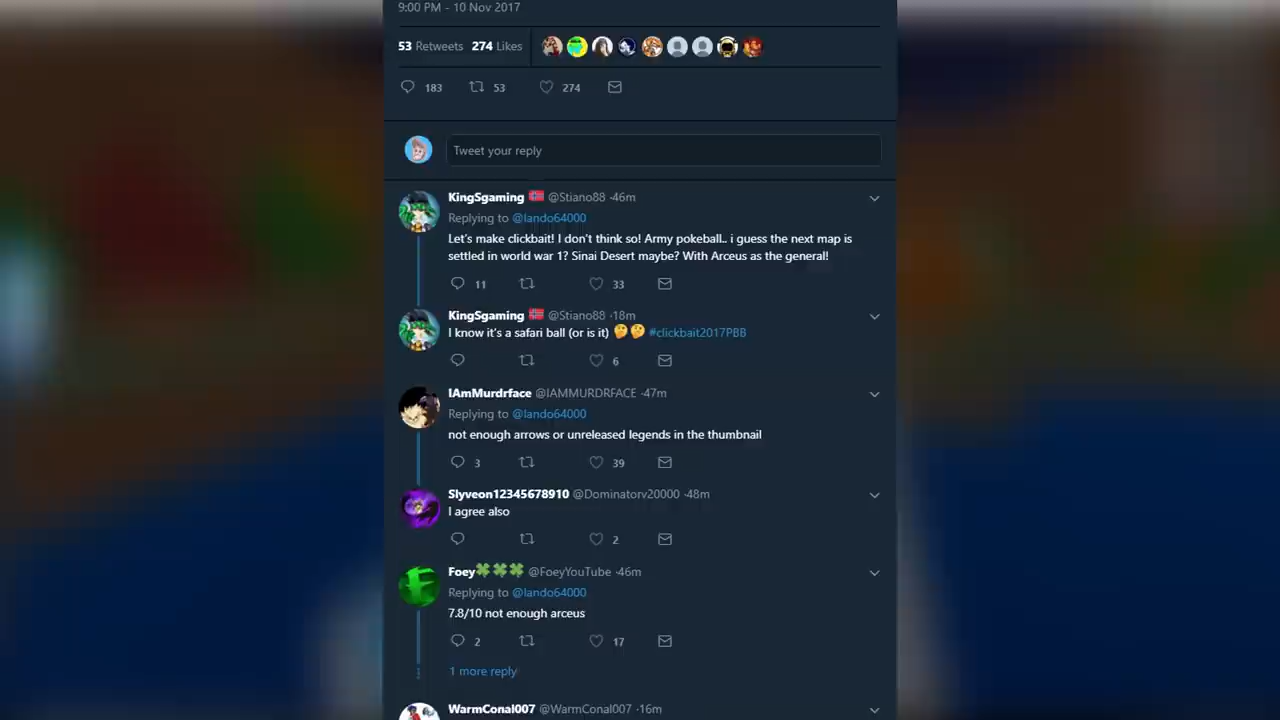 9:00 PM - 10 Nov 2017
53 Retweets 274 Likes
183 53 274
Tweet your reply
KingSgaming 🇳🇴 @Stiano88 ·46m
Replying to @lando64000
Let's make clickbait! I don't think so! Army pokeball.. i guess the next map is
settled in world war 1? Sinai Desert maybe? With Arceus as the general!
11 33
KingSgaming 🇳🇴 @Stiano88 ·18m
I know it's a safari ball (or is it) 🤔🤔 #clickbait2017PBB
6
IAmMurdrface @IAMMURDRFACE ·47m
Replying to @lando64000
not enough arrows or unreleased legends in the thumbnail
3 39
Slyveon12345678910 @Dominatorv20000 ·48m
I agree also
2
Foey🍀🍀🍀 @FoeyYouTube ·46m
Replying to @lando64000
7.8/10 not enough arceus
2 17
1 more reply
WarmConal007 @WarmConal007 ·16m